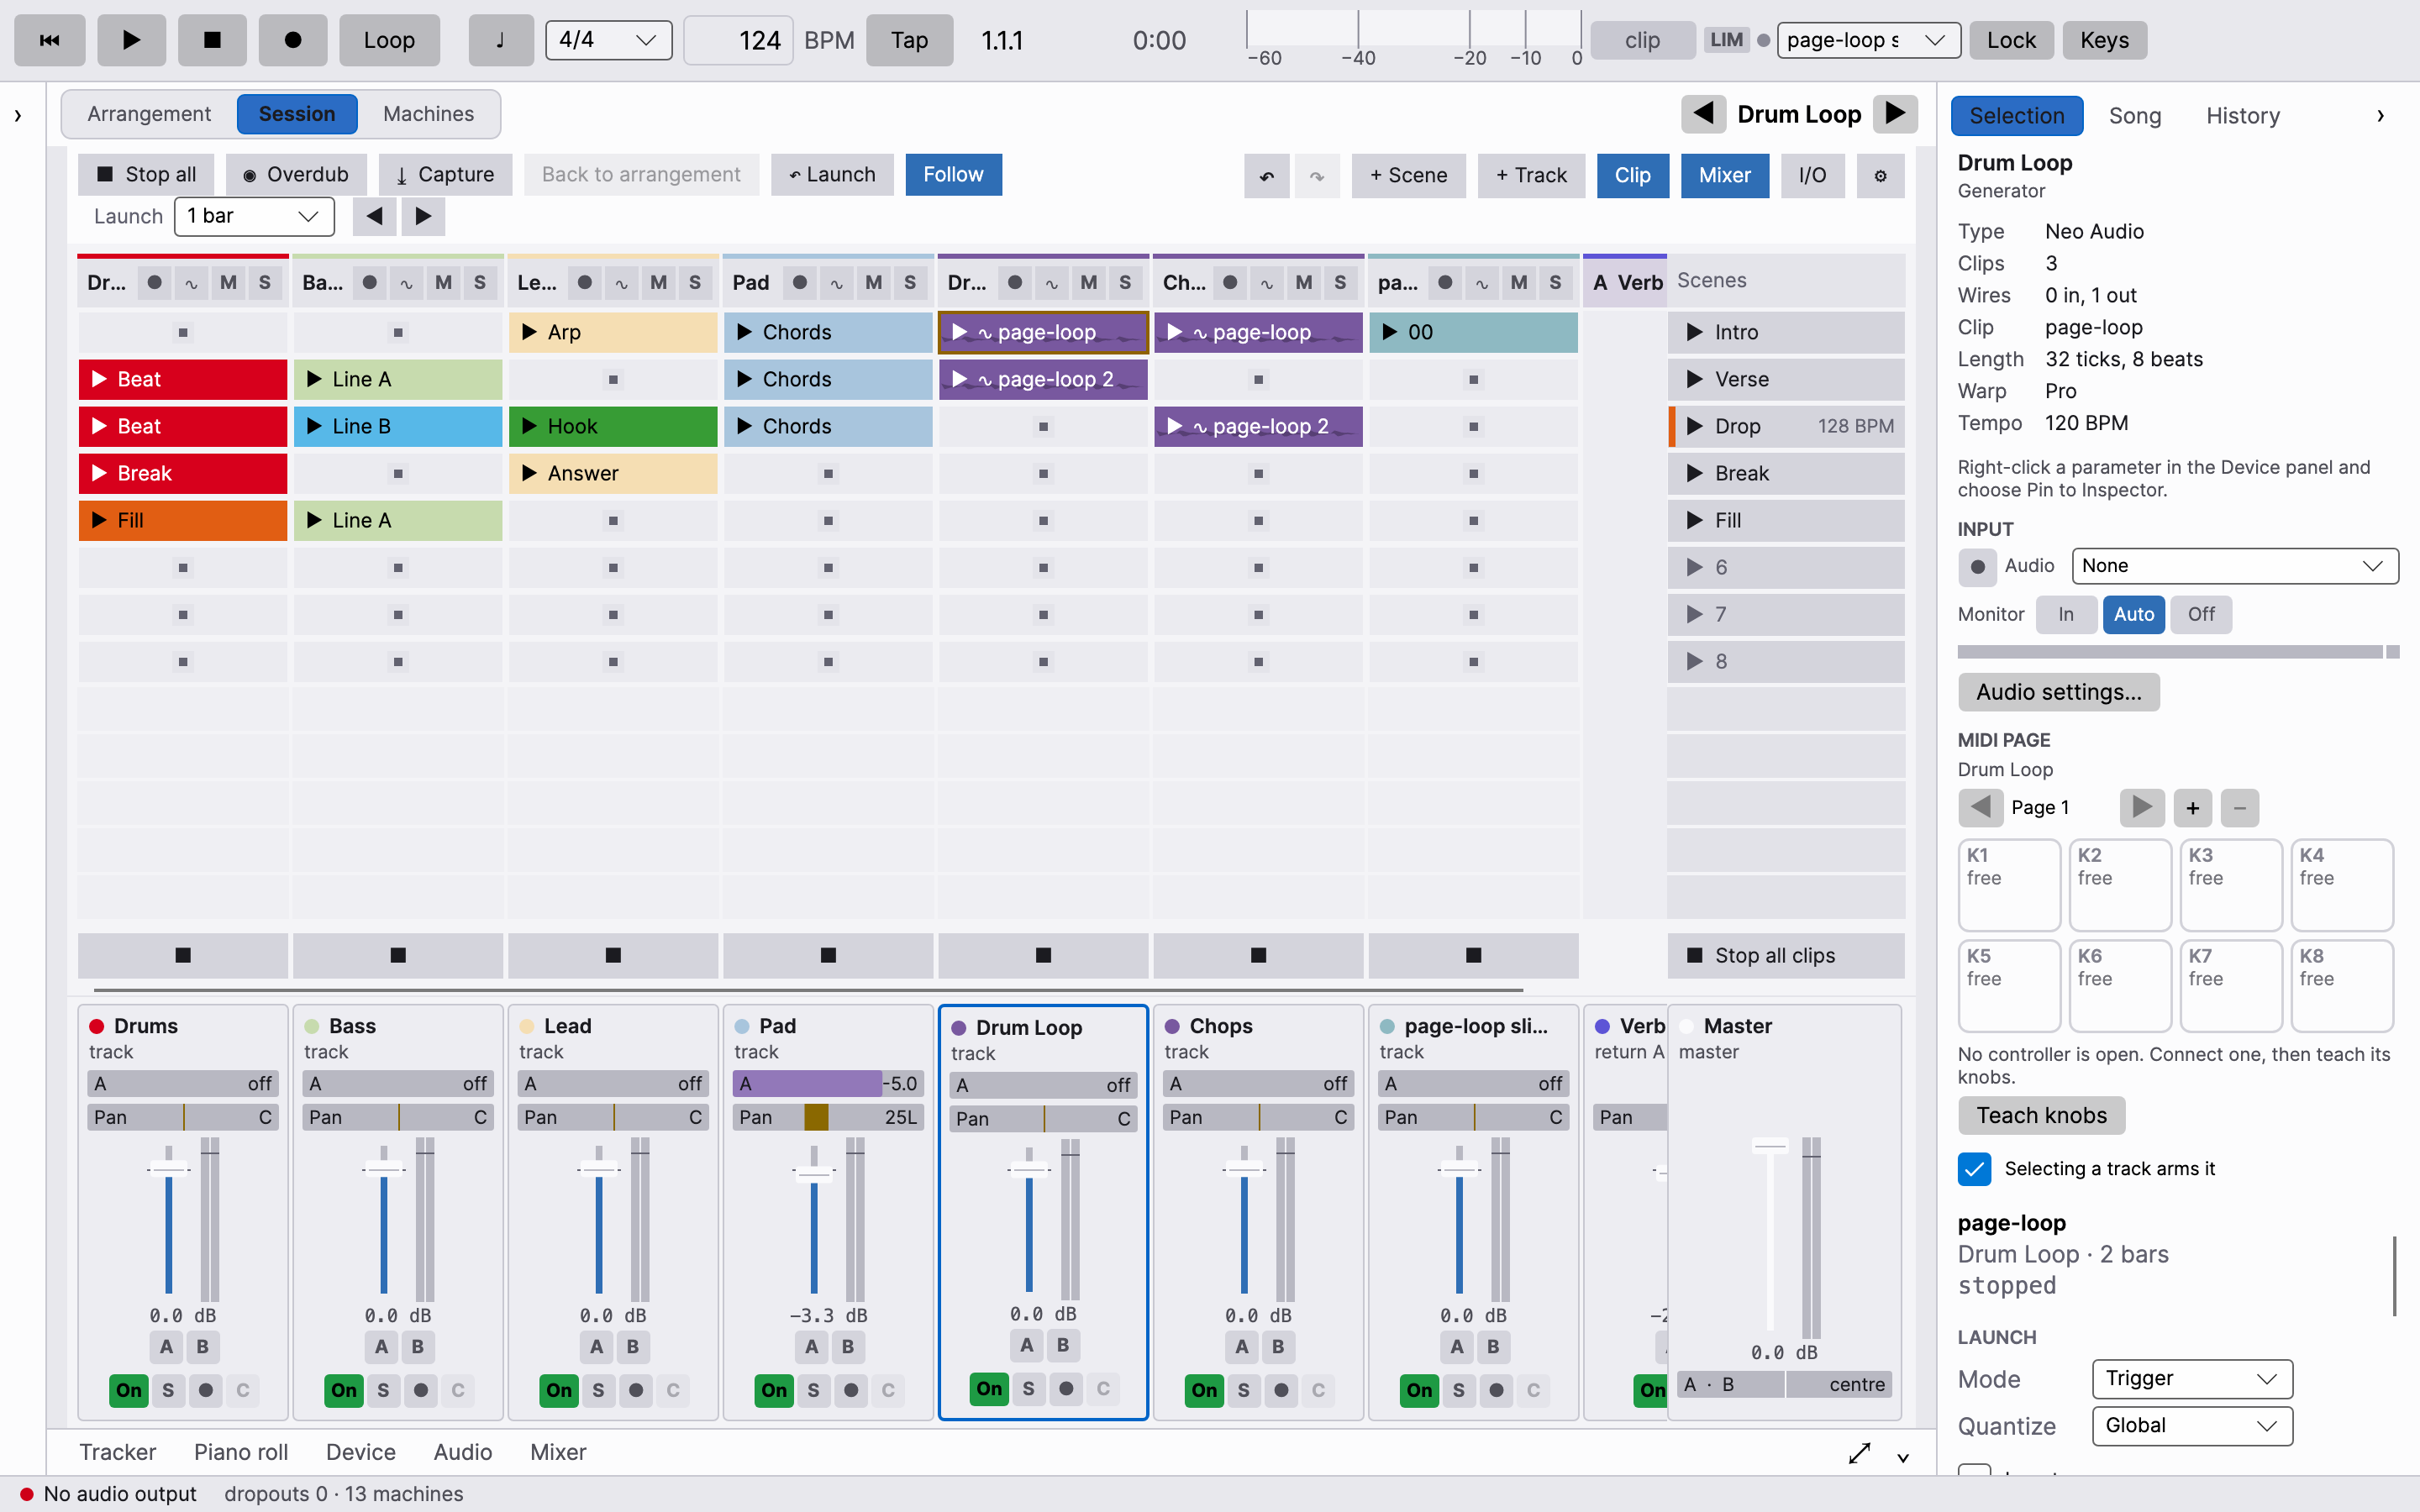 Loop 4/4 124 BPM Tap 1.1.1 0:00 −60 −40 −20 −10 0 clip LIM page-loop s Lock Keys
Arrangement Session Machines Drum Loop
Stop all Overdub Capture Back to arrangement Launch Follow + Scene + Track Clip Mixer I/O
Launch 1 bar
Dr... M S Ba... M S Le... M S Pad M S Dr... M S Ch... M S pa... M S A Verb Scenes
Arp Chords page-loop page-loop 00 Intro
Beat Line A Chords page-loop 2 Verse
Beat Line B Hook Chords page-loop 2 Drop 128 BPM
Break Answer Break
Fill Line A Fill
6
7
8
Stop all clips
Drums Bass Lead Pad Drum Loop Chops page-loop sli... Verb Master
track track track track track track track return A master
A off A off A off A -5.0 A off A off A off
Pan C Pan C Pan C Pan 25L Pan C Pan C Pan C Pan
0.0 dB 0.0 dB 0.0 dB −3.3 dB 0.0 dB 0.0 dB 0.0 dB 0.0 dB
A B A B A B A B A B A B A B
A · B centre
On S C On S C On S C On S C On S C On S C On S C On
Tracker Piano roll Device Audio Mixer
No audio output dropouts 0 · 13 machines
Selection Song History
Drum Loop
Generator
Type Neo Audio
Clips 3
Wires 0 in, 1 out
Clip page-loop
Length 32 ticks, 8 beats
Warp Pro
Tempo 120 BPM
Right-click a parameter in the Device panel and
choose Pin to Inspector.
INPUT
Audio None
Monitor In Auto Off
Audio settings...
MIDI PAGE
Drum Loop
Page 1 + −
K1 K2 K3 K4
free free free free
K5 K6 K7 K8
free free free free
No controller is open. Connect one, then teach its
knobs.
Teach knobs
Selecting a track arms it
page-loop
Drum Loop · 2 bars
stopped
LAUNCH
Mode Trigger
Quantize Global